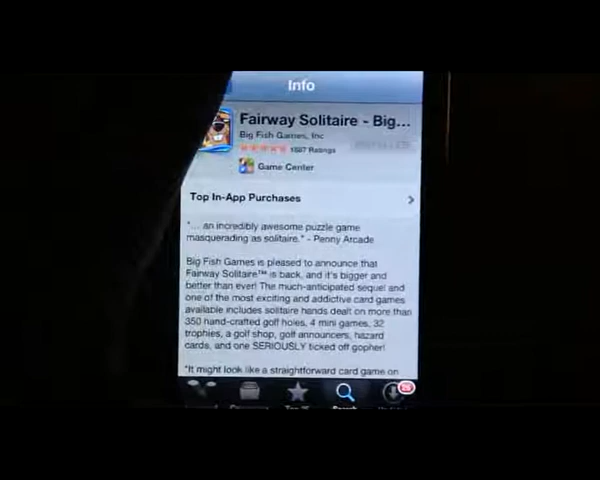 Info
Fairway Solitaire - Big...
Big Fish Games, Inc
1587 Ratings
INSTALLED
Game Center
Top In-App Purchases
"... an incredibly awesome puzzle game
masquerading as solitaire." - Penny Arcade
Big Fish Games is pleased to announce that
Fairway Solitaire™ is back, and it's bigger and
better than ever! The much-anticipated sequel and
one of the most exciting and addictive card games
available includes solitaire hands dealt on more than
350 hand-crafted golf holes, 4 mini games, 32
trophies, a golf shop, golf announcers, hazard
cards, and one SERIOUSLY ticked off gopher!
"It might look like a straightforward card game on
Search